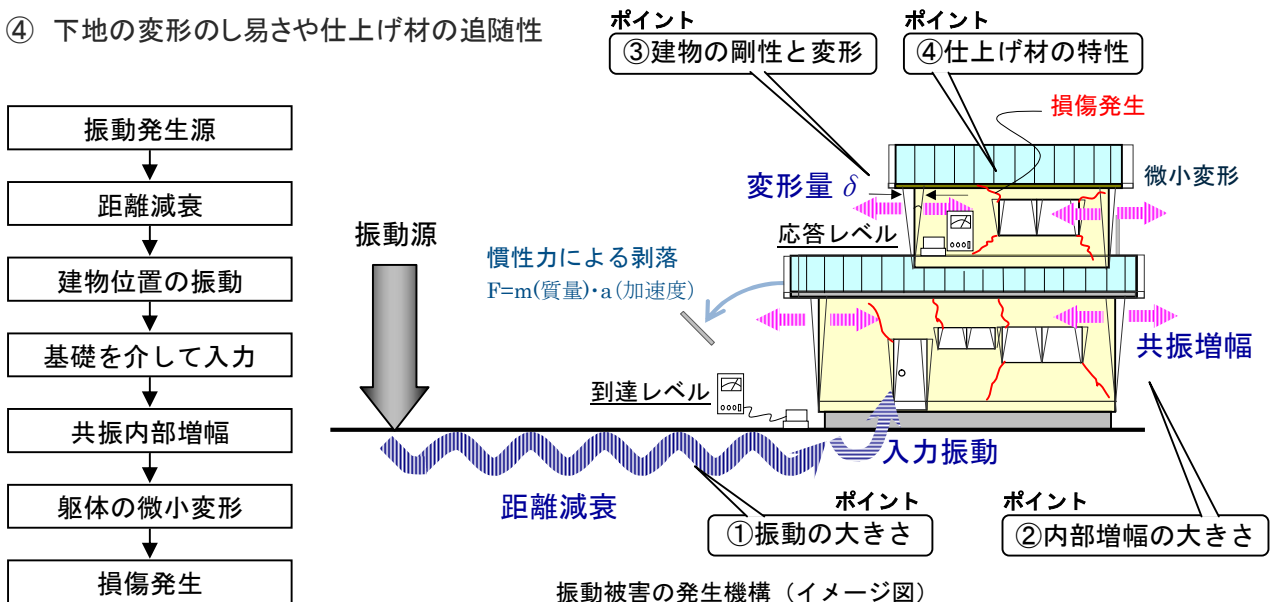 ④ 下地の変形のし易さや仕上げ材の追随性
振動発生源
距離減衰
建物位置の振動
基礎を介して入力
共振内部増幅
躯体の微小変形
損傷発生
ポイント
③建物の剛性と変形
ポイント
④仕上げ材の特性
損傷発生
変形量 δ
微小変形
振動源
応答レベル
慣性力による剥落
F=m(質量)・a(加速度)
共振増幅
到達レベル
入力振動
距離減衰
ポイント
①振動の大きさ
ポイント
②内部増幅の大きさ
振動被害の発生機構(イメージ図)